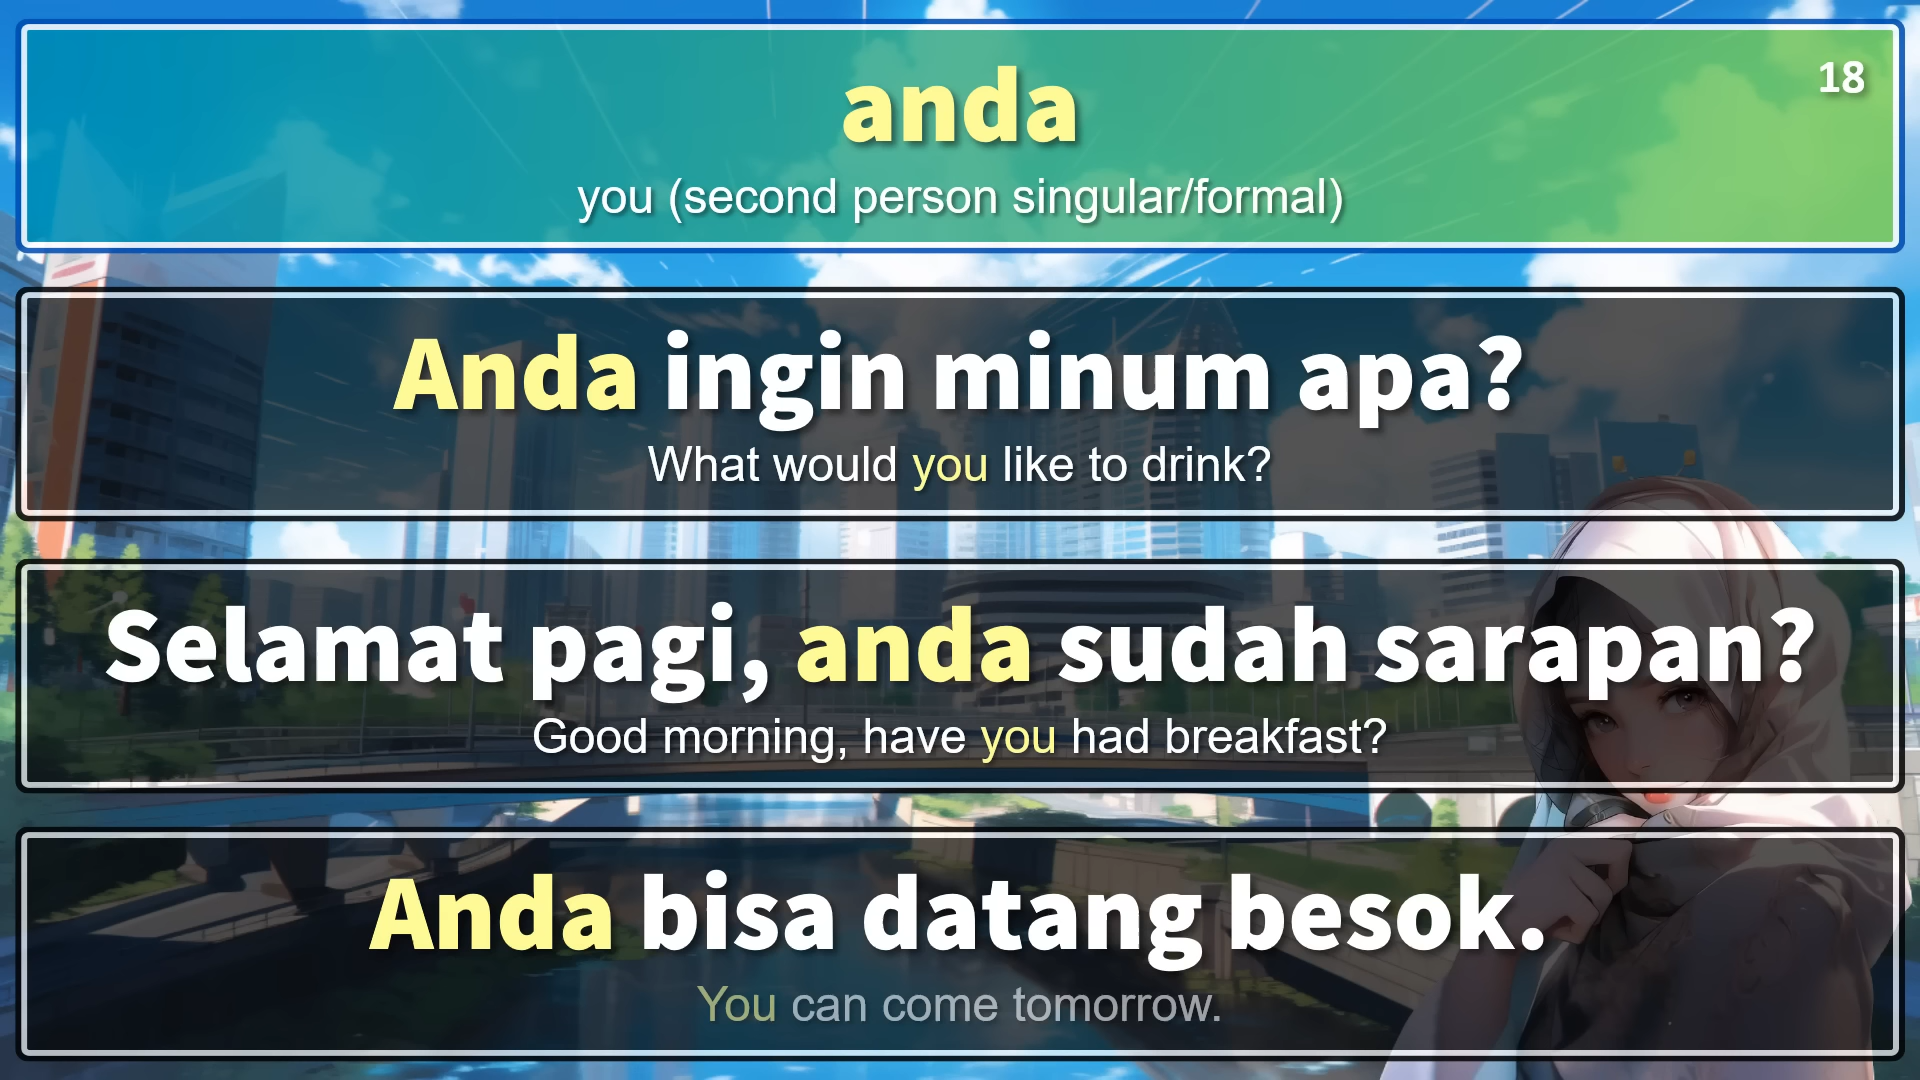 anda
18
you (second person singular/formal)
Anda ingin minum apa?
What would you like to drink?
Selamat pagi, anda sudah sarapan?
Good morning, have you had breakfast?
Anda bisa datang besok.
You can come tomorrow.